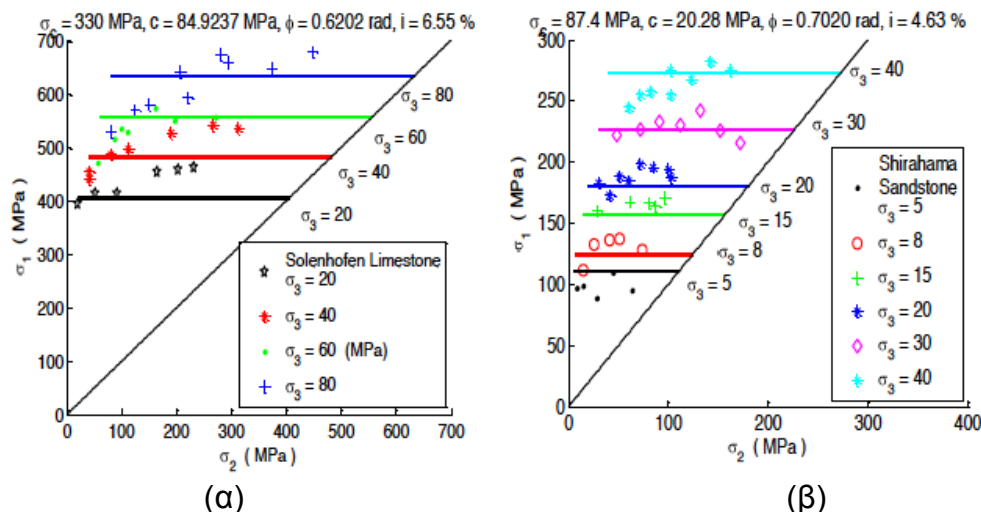 σc = 330 MPa, c = 84.9237 MPa, ϕ = 0.6202 rad, i = 6.55 %
700
600
500
400
300
200
100
0
σ1 ( MPa)
σ3 = 80
σ3 = 60
σ3 = 40
σ3 = 20
Solenhofen Limestone
σ3 = 20
σ3 = 40
σ3 = 60 (MPa)
σ3 = 80
0 100 200 300 400 500 600 700
σ2 ( MPa)
(α)
σc = 87.4 MPa, c = 20.28 MPa, ϕ = 0.7020 rad, i = 4.63 %
300
250
200
150
100
50
0
σ1 ( MPa)
σ3 = 40
σ3 = 30
σ3 = 20
σ3 = 15
σ3 = 8
σ3 = 5
Shirahama
Sandstone
σ3 = 5
σ3 = 8
σ3 = 15
σ3 = 20
σ3 = 30
σ3 = 40
0 100 200 300 400
σ2 ( MPa)
(β)